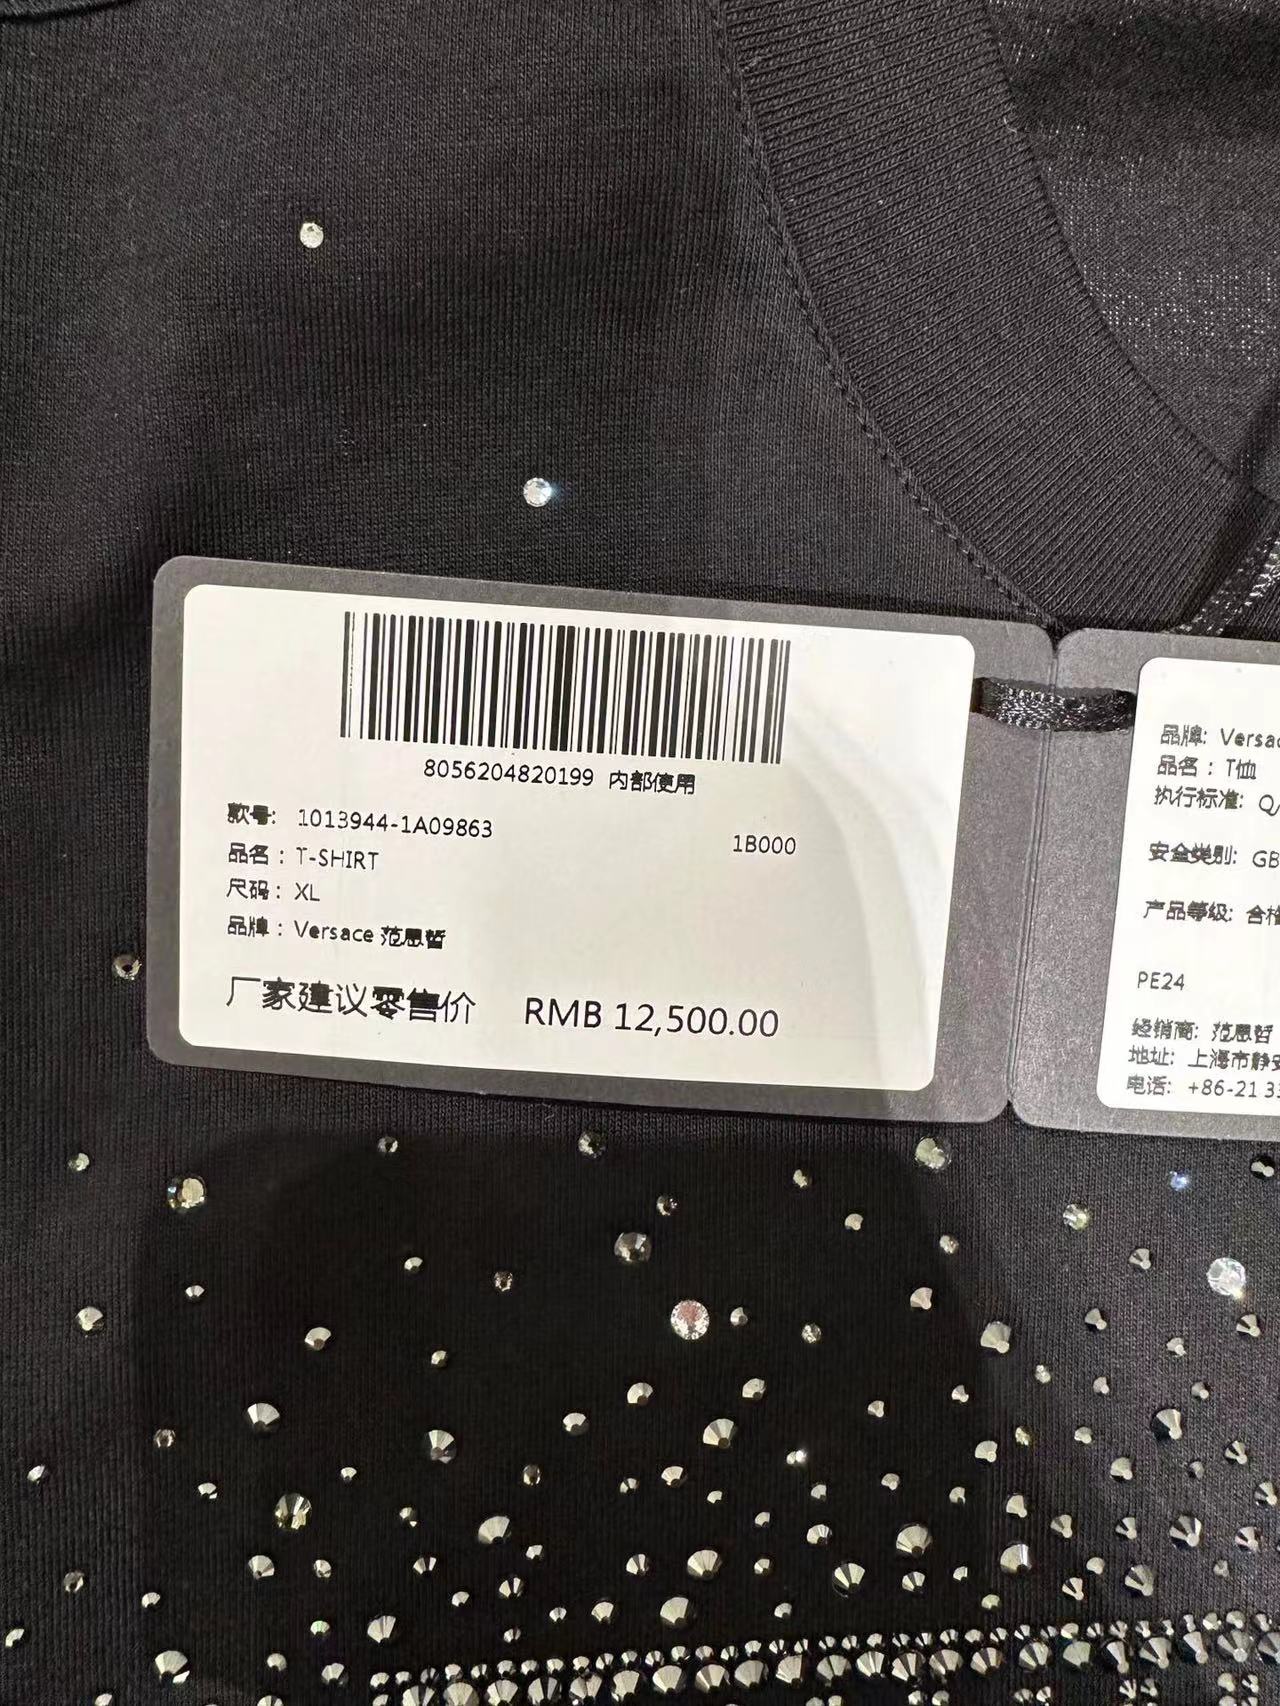 8056204820199 内部使用
款号: 1013944-1A09863
1B000
品名: T-SHIRT
尺码: XL
品牌: Versace 范思哲
厂家建议零售价 RMB 12,500.00
品牌: Versac
品名: T恤
执行标准: Q/
安全类别: GB
产品等级: 合格
PE24
经销商: 范思哲
地址: 上海市静安
电话: +86-21 33